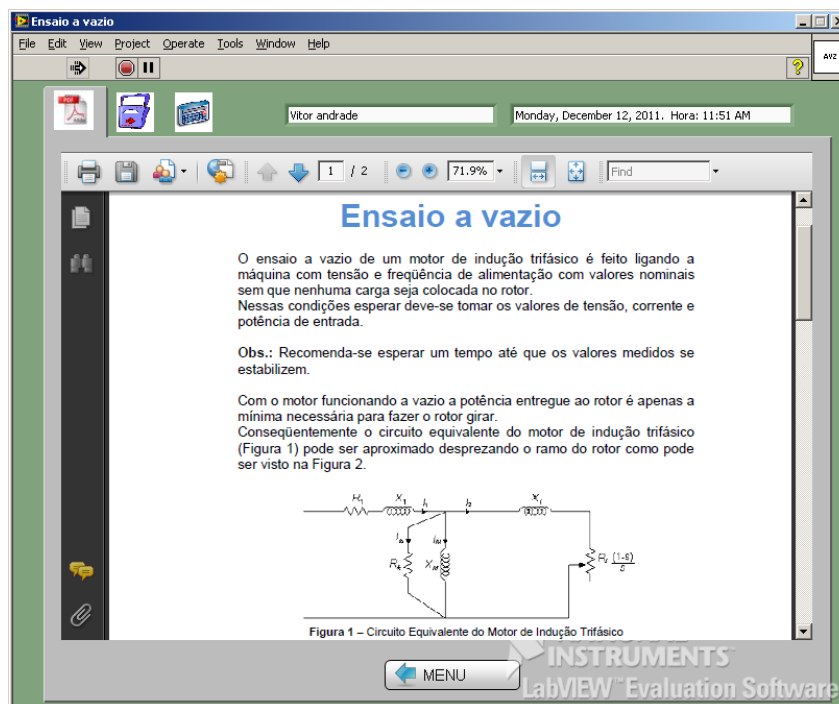 Ensaio a vazio
File Edit View Project Operate Tools Window Help
AVZ
Vitor andrade
Monday, December 12, 2011. Hora: 11:51 AM
1 / 2 71.9% Find
Ensaio a vazio
O ensaio a vazio de um motor de indução trifásico é feito ligando a
máquina com tensão e freqüência de alimentação com valores nominais
sem que nenhuma carga seja colocada no rotor.
Nessas condições esperar deve-se tomar os valores de tensão, corrente e
potência de entrada.
Obs.: Recomenda-se esperar um tempo até que os valores medidos se
estabilizem.
Com o motor funcionando a vazio a potência entregue ao rotor é apenas a
mínima necessária para fazer o rotor girar.
Conseqüentemente o circuito equivalente do motor de indução trifásico
(Figura 1) pode ser aproximado desprezando o ramo do rotor como pode
ser visto na Figura 2.
R1 X1 I1 I2
(1-s)
s
Figura 1 – Circuito Equivalente do Motor de Indução Trifásico
NATIONAL
INSTRUMENTS™
LabVIEW™ Evaluation Software
MENU